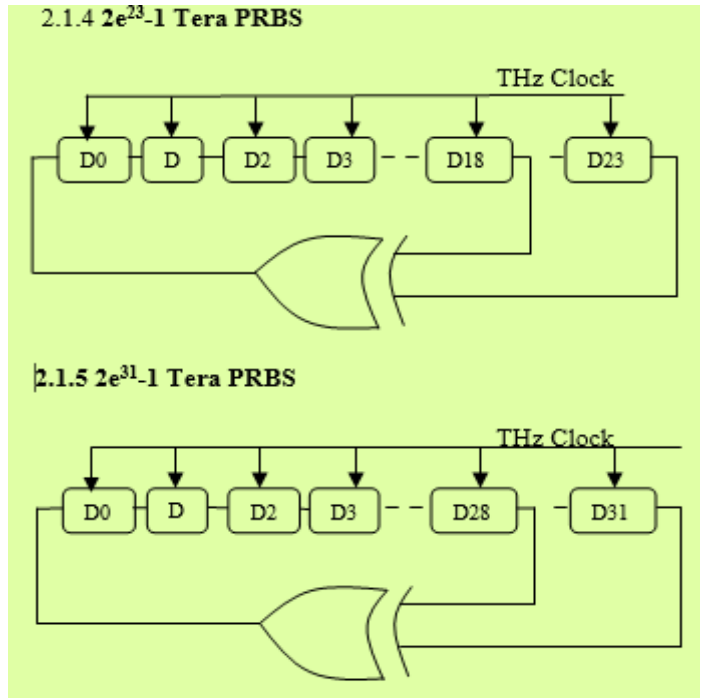 2.1.4 2e²³-1 Tera PRBS
THz Clock
D0 D D2 D3 D18 D23
2.1.5 2e³¹-1 Tera PRBS
THz Clock
D0 D D2 D3 D28 D31